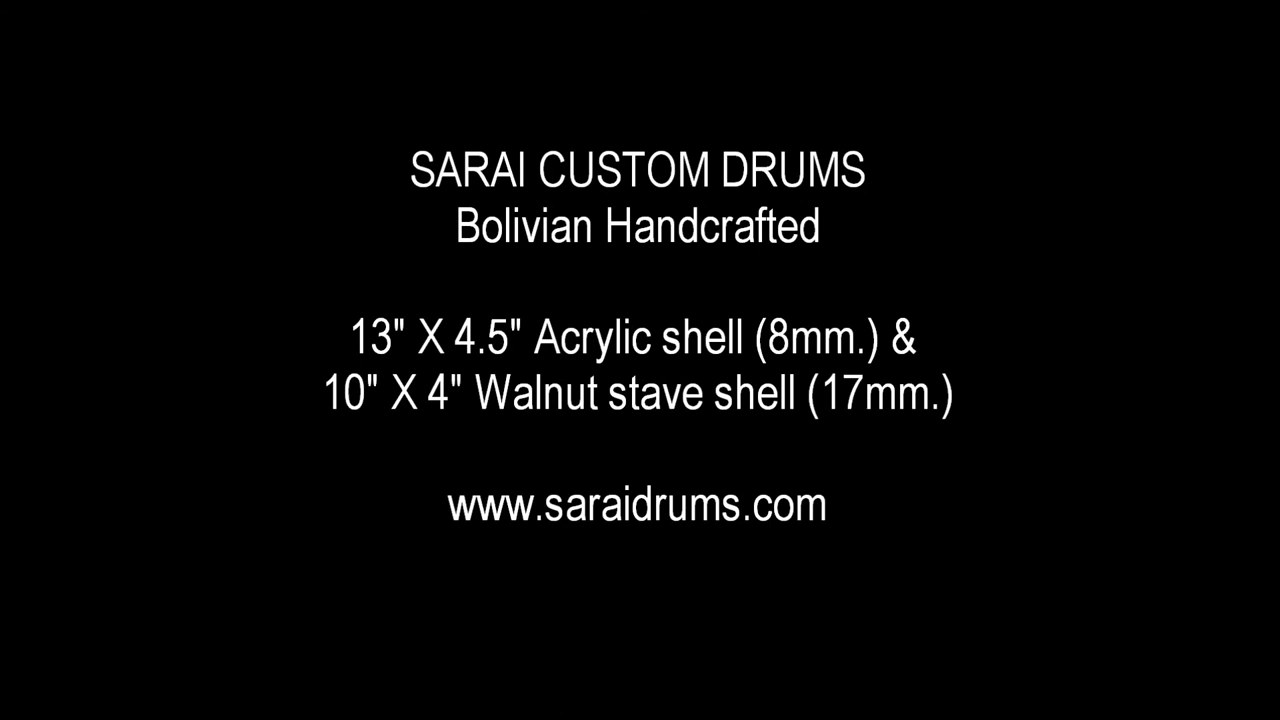 SARAI CUSTOM DRUMS
Bolivian Handcrafted
13" X 4.5" Acrylic shell (8mm.) &
10" X 4" Walnut stave shell (17mm.)
www.saraidrums.com